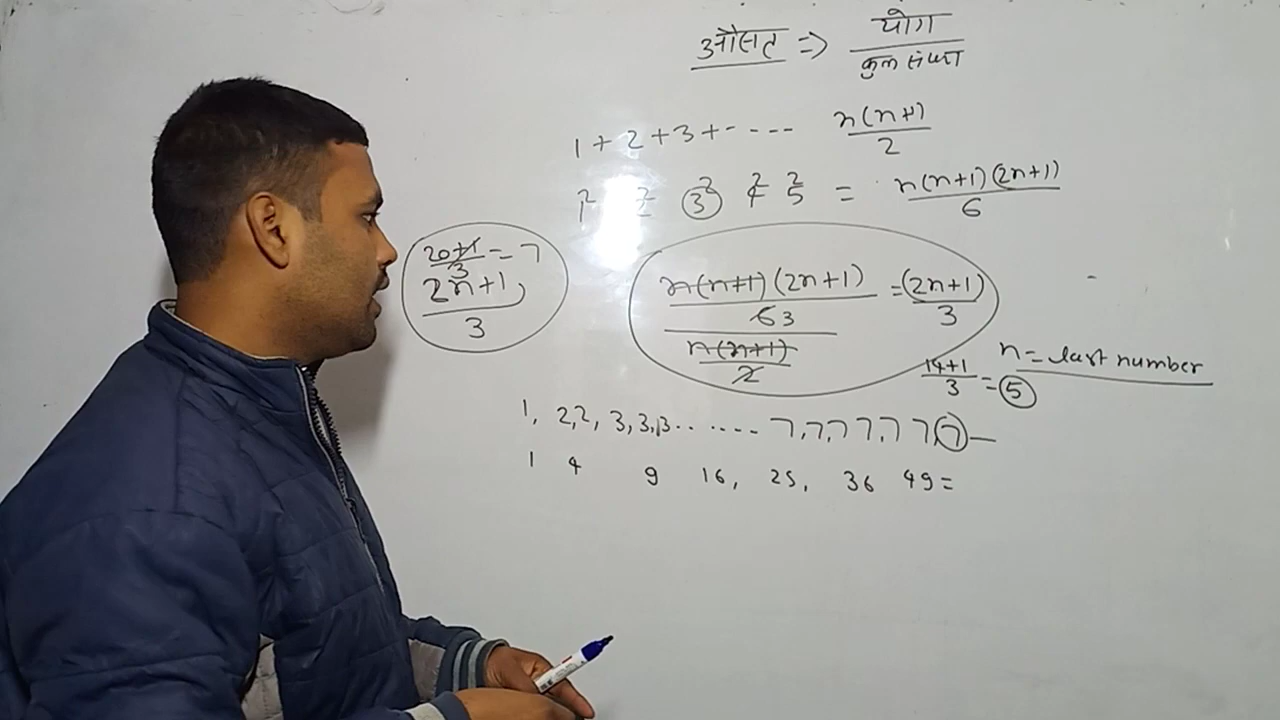 औसत => योग / कुल संख्या
1 + 2 + 3 + - - - - n(n+1) / 2
1² 2² 3² 4² 5² = n(n+1)(2n+1) / 6
20+1 / 3 = 7
2n+1 / 3
n(n+1)(2n+1) / 6 3 = (2n+1) / 3
n(n+1) / 2
n = last number
14+1 / 3 = 5
1, 2,2, 3,3,3.. ..... 7,7,7 7,7 7 7 —
1 4 9 16, 25, 36 49 =